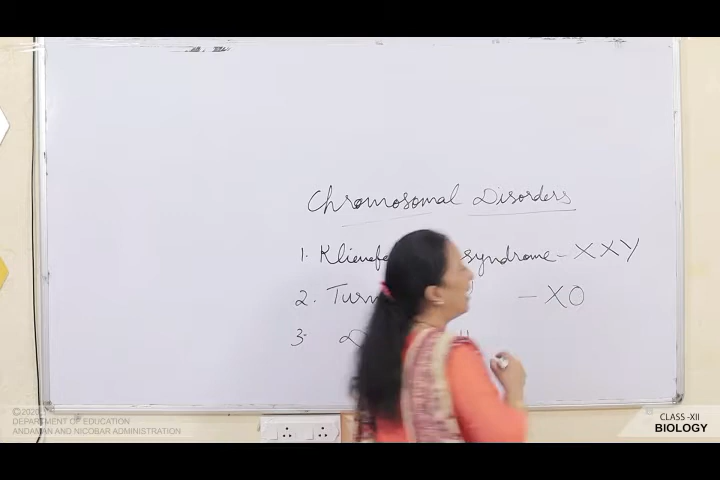 Chromosomal Disorders
1. Klienefe syndrome - XXY
2. Turn - XO
3. D "
©2020
DEPARTMENT OF EDUCATION
ANDAMAN AND NICOBAR ADMINISTRATION
CLASS -XII
BIOLOGY